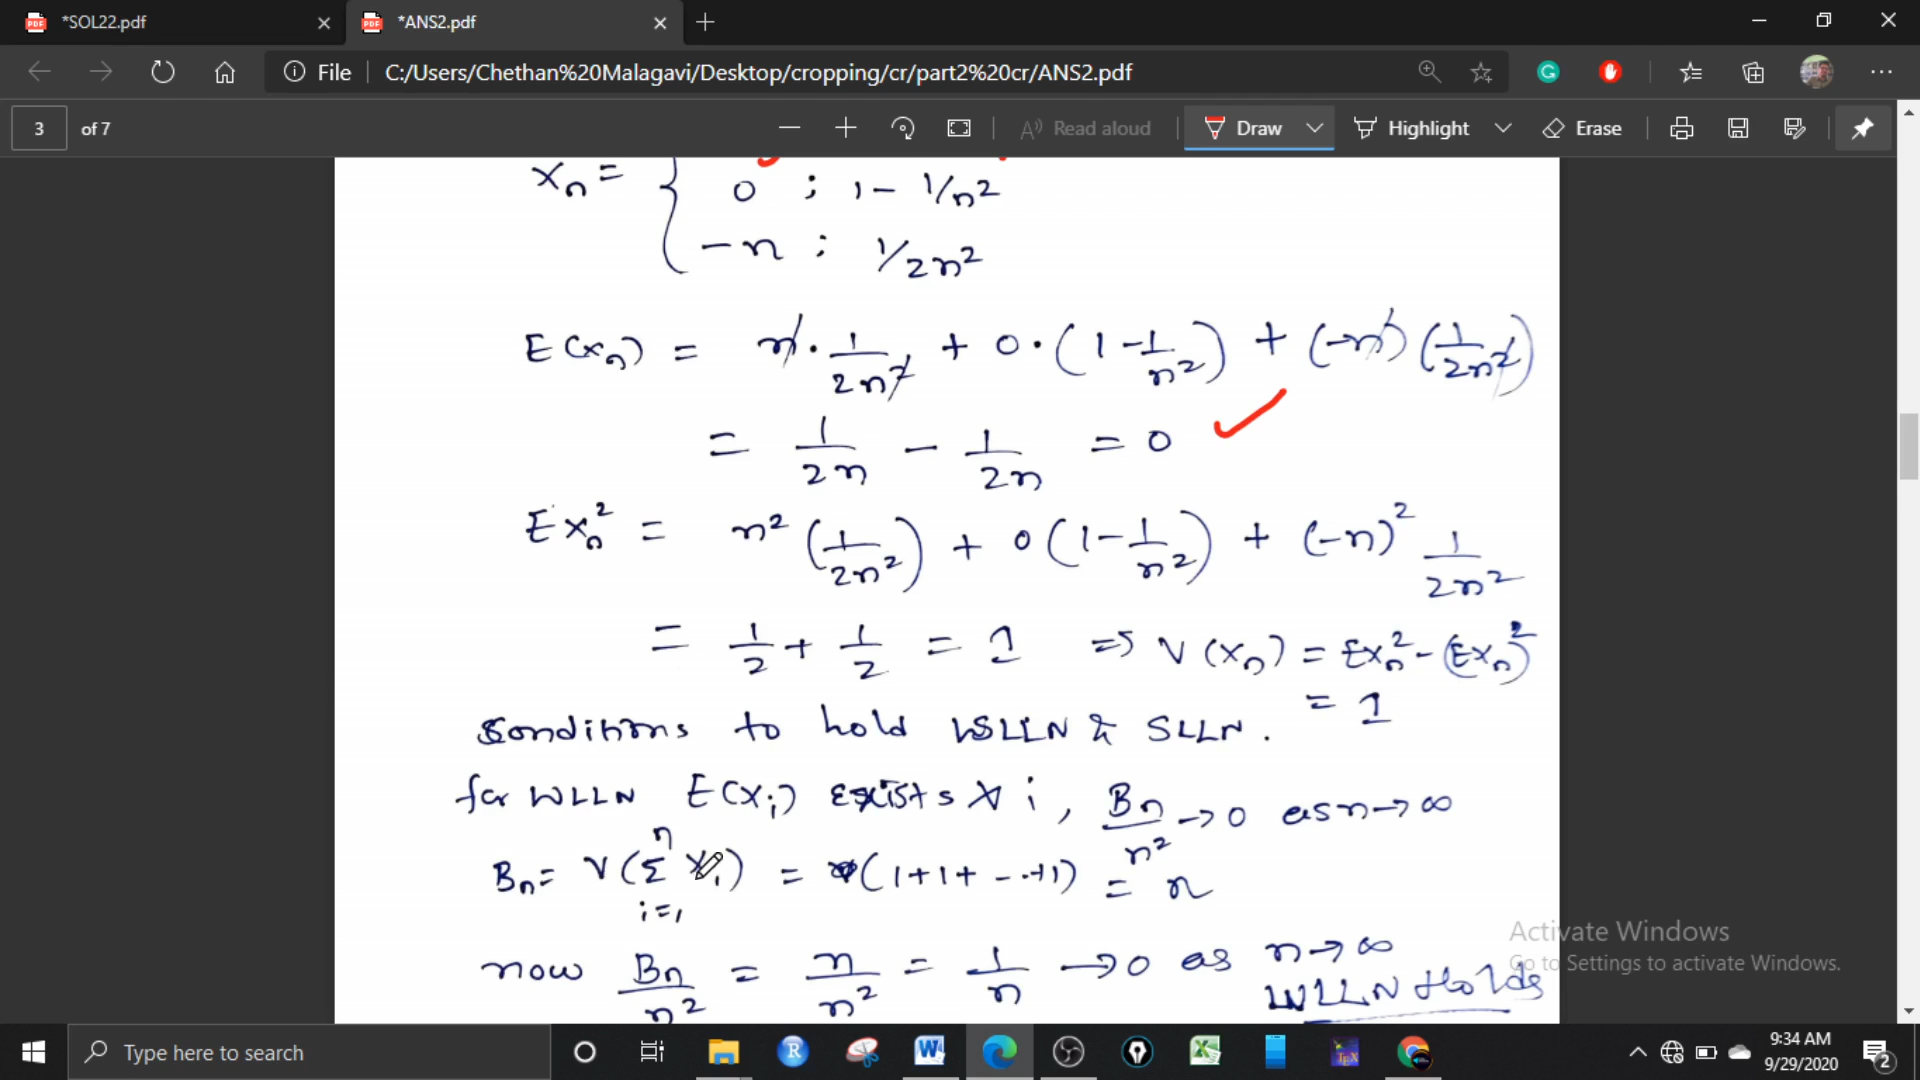 *SOL22.pdf
*ANS2.pdf
File C:/Users/Chethan%20Malagavi/Desktop/cropping/cr/part2%20cr/ANS2.pdf
3 of 7
Read aloud Draw Highlight Erase
Xn =
0 ; 1 - 1/n²
-n ; 1/2n²
E(Xn) = n · 1/2n² + 0 · (1 - 1/n²) + (-n)(1/2n²)
= 1/2n - 1/2n = 0
EXn² = n²(1/2n²) + 0(1 - 1/n²) + (-n)² 1/2n²
= 1/2 + 1/2 = 1 ⇒ V(Xn) = EXn² - (EXn)²
= 1
Conditions to hold WLLN & SLLN.
for WLLN E(Xi) exists ∀ i, Bn/n² → 0 as n → ∞
Bn = V(Σ Xi) = (1+1+ - - +1) = n
n
i=1
now Bn/n² = n/n² = 1/n → 0 as n → ∞
WLLN Holds
Activate Windows
Go to Settings to activate Windows.
Type here to search
9:34 AM
9/29/2020
2